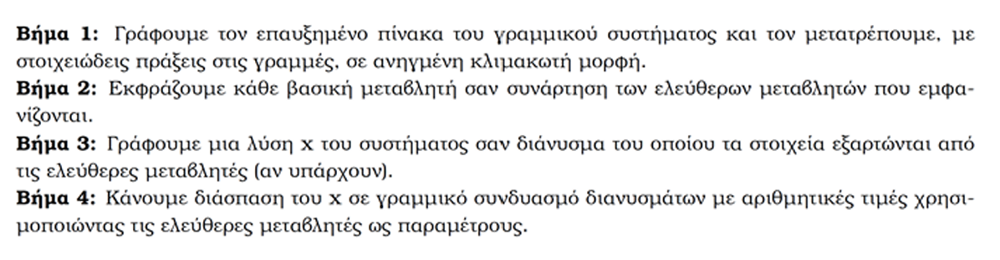 Βήμα 1: Γράφουμε τον επαυξημένο πίνακα του γραμμικού συστήματος και τον μετατρέπουμε, με
στοιχειώδεις πράξεις στις γραμμές, σε ανηγμένη κλιμακωτή μορφή.
Βήμα 2: Εκφράζουμε κάθε βασική μεταβλητή σαν συνάρτηση των ελεύθερων μεταβλητών που εμφα-
νίζονται.
Βήμα 3: Γράφουμε μια λύση x του συστήματος σαν διάνυσμα του οποίου τα στοιχεία εξαρτώνται από
τις ελεύθερες μεταβλητές (αν υπάρχουν).
Βήμα 4: Κάνουμε διάσπαση του x σε γραμμικό συνδυασμό διανυσμάτων με αριθμητικές τιμές χρησι-
μοποιώντας τις ελεύθερες μεταβλητές ως παραμέτρους.